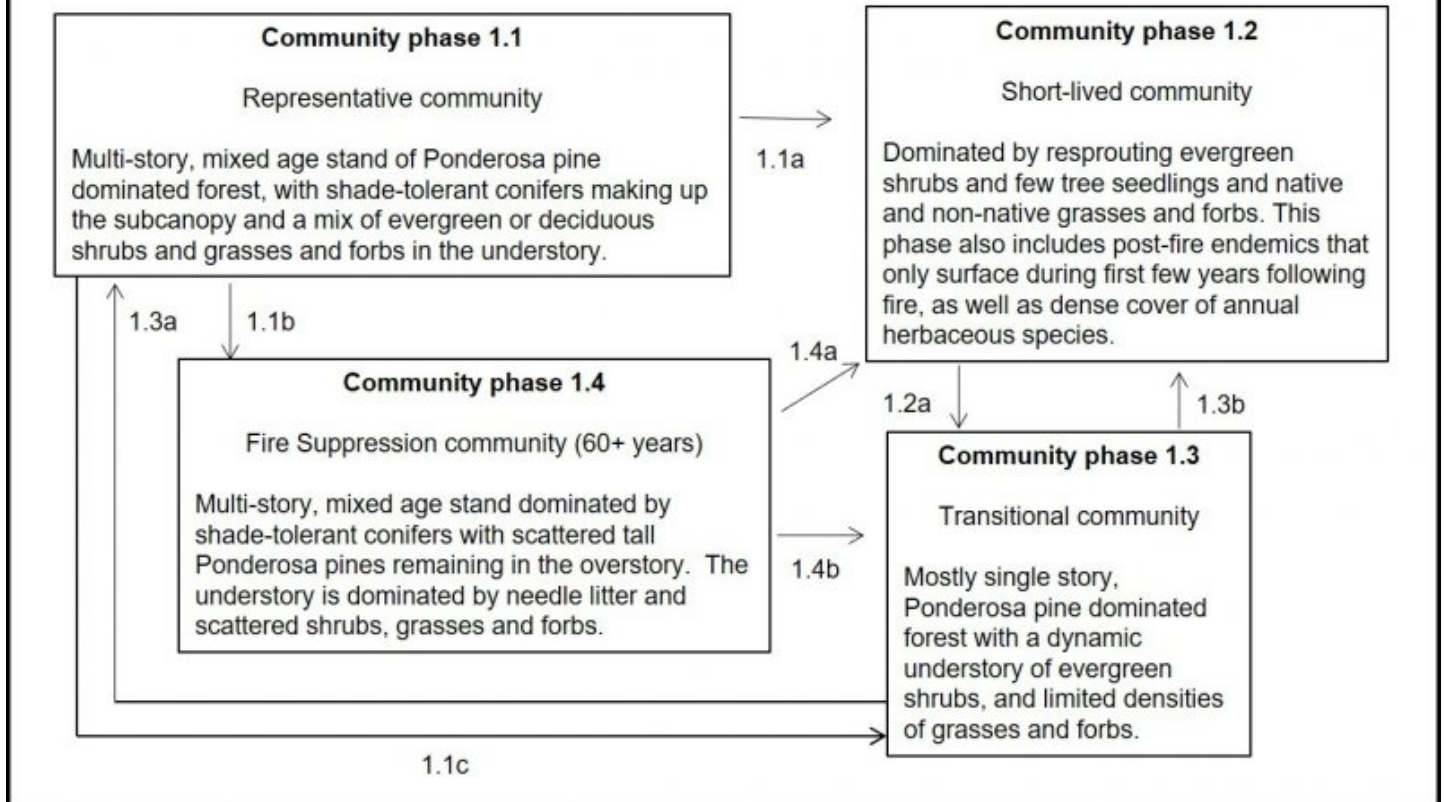 Community phase 1.1
Representative community
Multi-story, mixed age stand of Ponderosa pine
dominated forest, with shade-tolerant conifers making up
the subcanopy and a mix of evergreen or deciduous
shrubs and grasses and forbs in the understory.
1.1a
Community phase 1.2
Short-lived community
Dominated by resprouting evergreen
shrubs and few tree seedlings and native
and non-native grasses and forbs. This
phase also includes post-fire endemics that
only surface during first few years following
fire, as well as dense cover of annual
herbaceous species.
1.3a
1.1b
1.4a
1.2a
1.3b
Community phase 1.4
Fire Suppression community (60+ years)
Multi-story, mixed age stand dominated by
shade-tolerant conifers with scattered tall
Ponderosa pines remaining in the overstory. The
understory is dominated by needle litter and
scattered shrubs, grasses and forbs.
1.4b
Community phase 1.3
Transitional community
Mostly single story,
Ponderosa pine dominated
forest with a dynamic
understory of evergreen
shrubs, and limited densities
of grasses and forbs.
1.1c